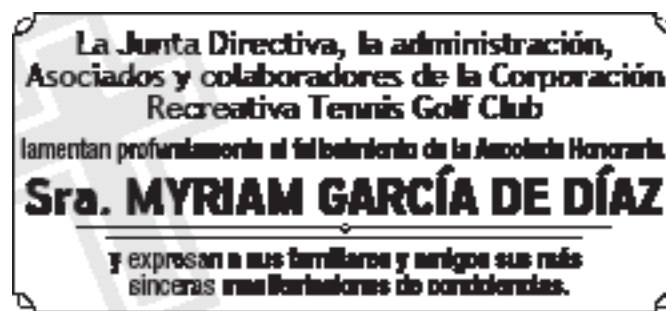 La Junta Directiva, la administración,
Asociados y colaboradores de la Corporación
Recreativa Tennis Golf Club
lamentan profundamente el fallecimiento de la Asociada Honoraria
Sra. MYRIAM GARCÍA DE DÍAZ
y expresan a sus familiares y amigos sus más
sinceras manifestaciones de condolencias.